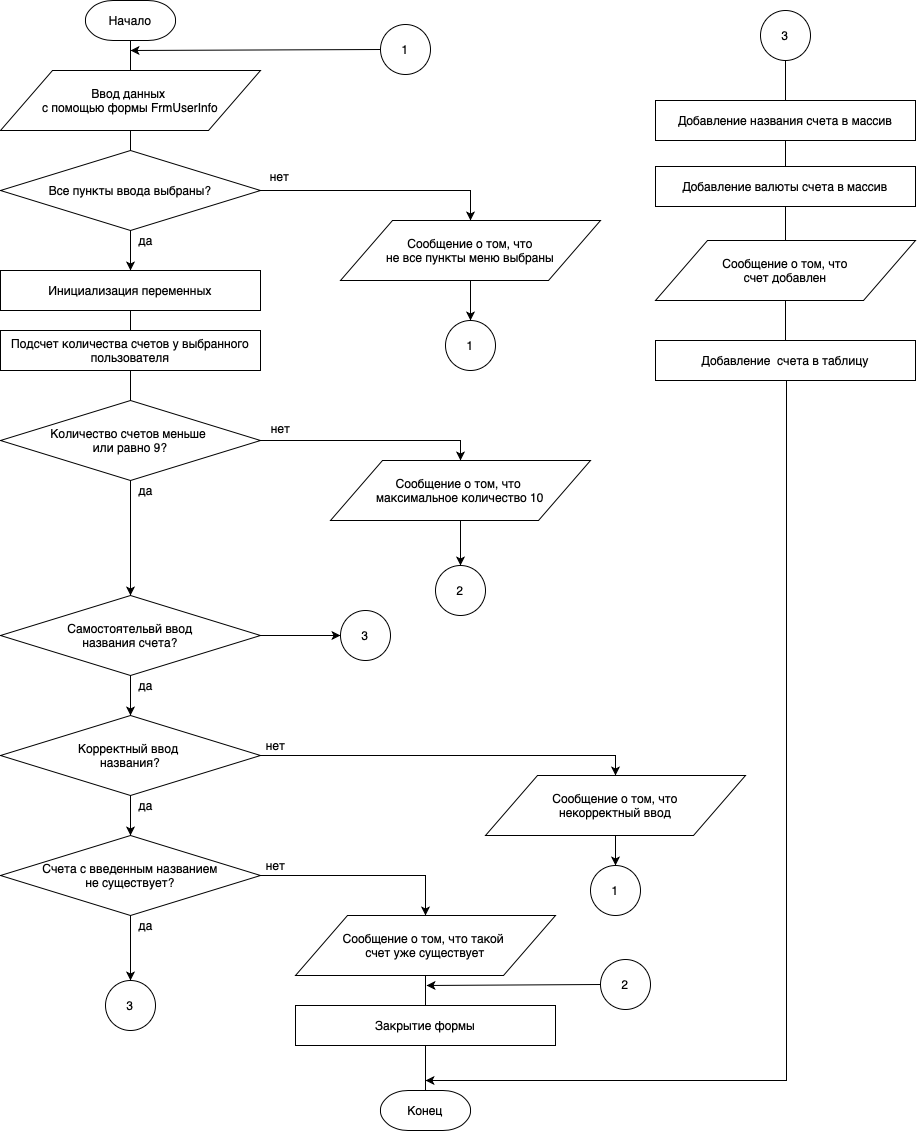 Начало
1
3
Ввод данных
с помощью формы FrmUserInfo
Добавление названия счета в массив
Все пункты ввода выбраны?
нет
Добавление валюты счета в массив
да
Сообщение о том, что
не все пункты меню выбраны
Сообщение о том, что
счет добавлен
Инициализация переменных
Подсчет количества счетов у выбранного
пользователя
1
Добавление счета в таблицу
Количество счетов меньше
или равно 9?
нет
да
Сообщение о том, что
максимальное количество 10
2
Самостоятельвй ввод
названия счета?
3
да
Корректный ввод
названия?
нет
да
Сообщение о том, что
некорректный ввод
Счета с введенным названием
не существует?
нет
1
да
Сообщение о том, что такой
счет уже существует
3
2
Закрытие формы
Конец